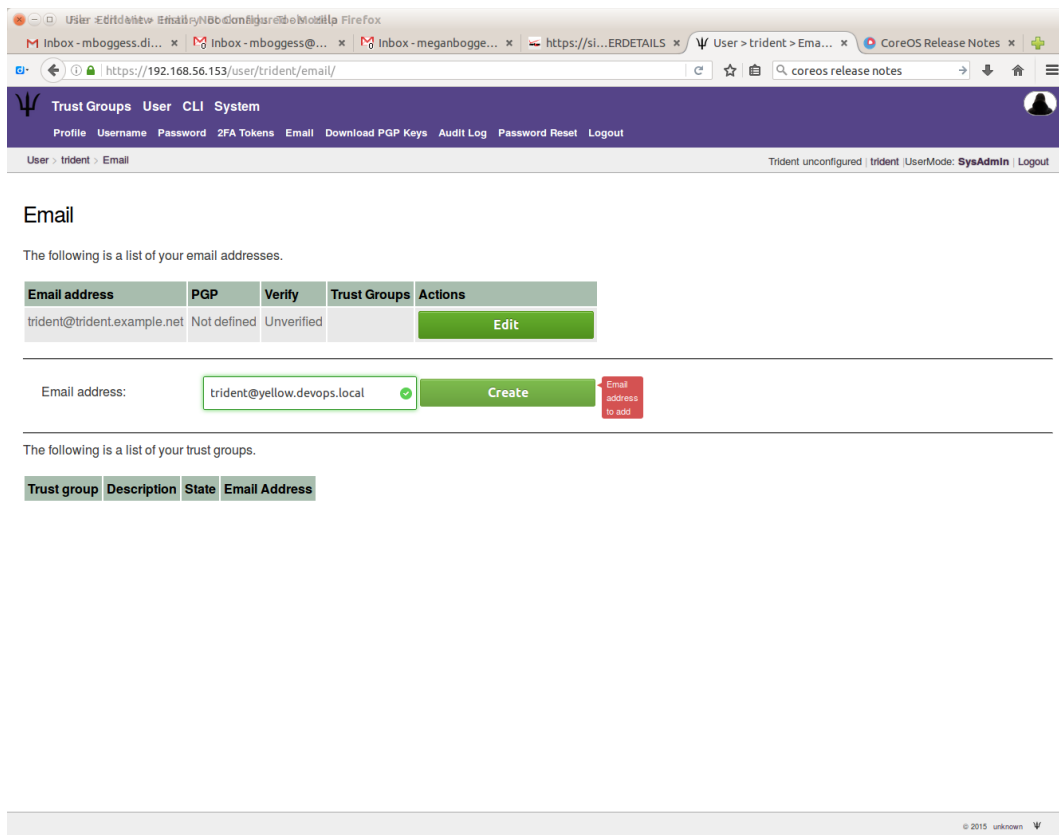 Firefox
Inbox - mboggess.di...
Inbox - mboggess@...
Inbox - meganbogge...
https://si...ERDETAILS
User > trident > Ema...
CoreOS Release Notes
https://192.168.56.153/user/trident/email/
coreos release notes
Trust Groups User CLI System
Profile Username Password 2FA Tokens Email Download PGP Keys Audit Log Password Reset Logout
User > trident > Email
Trident unconfigured | trident |UserMode: SysAdmin | Logout
Email
The following is a list of your email addresses.
Email address PGP Verify Trust Groups Actions
trident@trident.example.net Not defined Unverified Edit
Email address: trident@yellow.devops.local Create
Email
address
to add
The following is a list of your trust groups.
Trust group Description State Email Address
© 2015 unknown